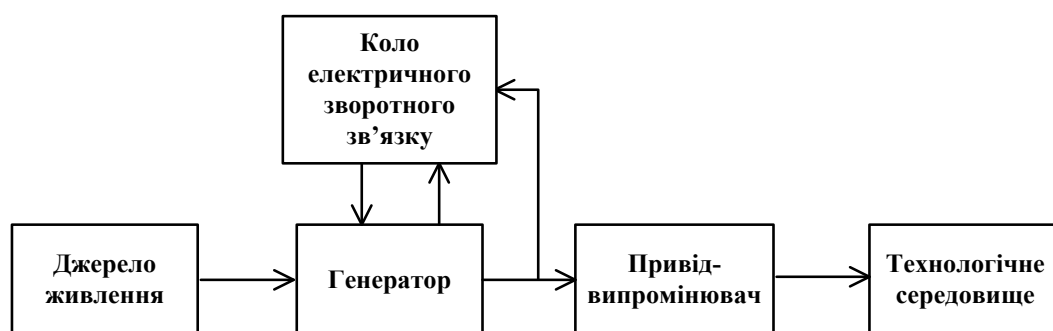 Коло
електричного
зворотного
зв’язку
Джерело
живлення
Генератор
Привід-
випромінювач
Технологічне
середовище